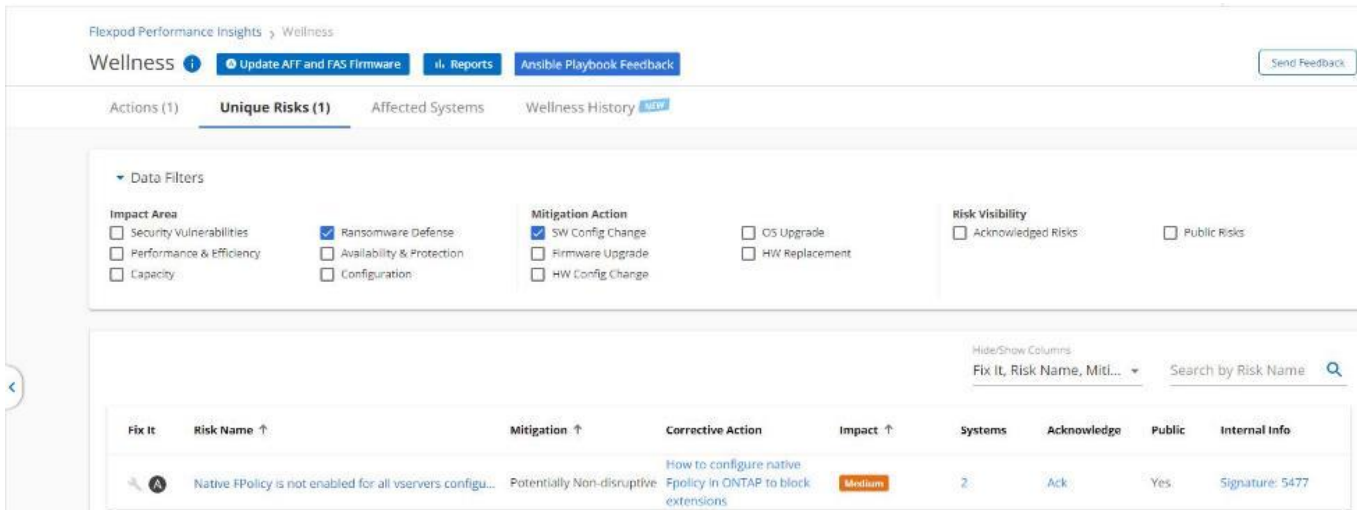 Flexpod Performance Insights > Wellness
Wellness Update AFF and FAS Firmware Reports Ansible Playbook Feedback Send Feedback
Actions (1) Unique Risks (1) Affected Systems Wellness History NEW
Data Filters
Impact Area Mitigation Action Risk Visibility
Security Vulnerabilities Ransomware Defense SW Config Change OS Upgrade Acknowledged Risks Public Risks
Performance & Efficiency Availability & Protection Firmware Upgrade HW Replacement
Capacity Configuration HW Config Change
Hide/Show Columns
Fix It, Risk Name, Miti... Search by Risk Name
Fix It Risk Name ↑ Mitigation ↑ Corrective Action Impact ↑ Systems Acknowledge Public Internal Info
How to configure native
A Native FPolicy is not enabled for all vservers configu... Potentially Non-disruptive Fpolicy in ONTAP to block Medium 2 Ack Yes Signature: 5477
extensions